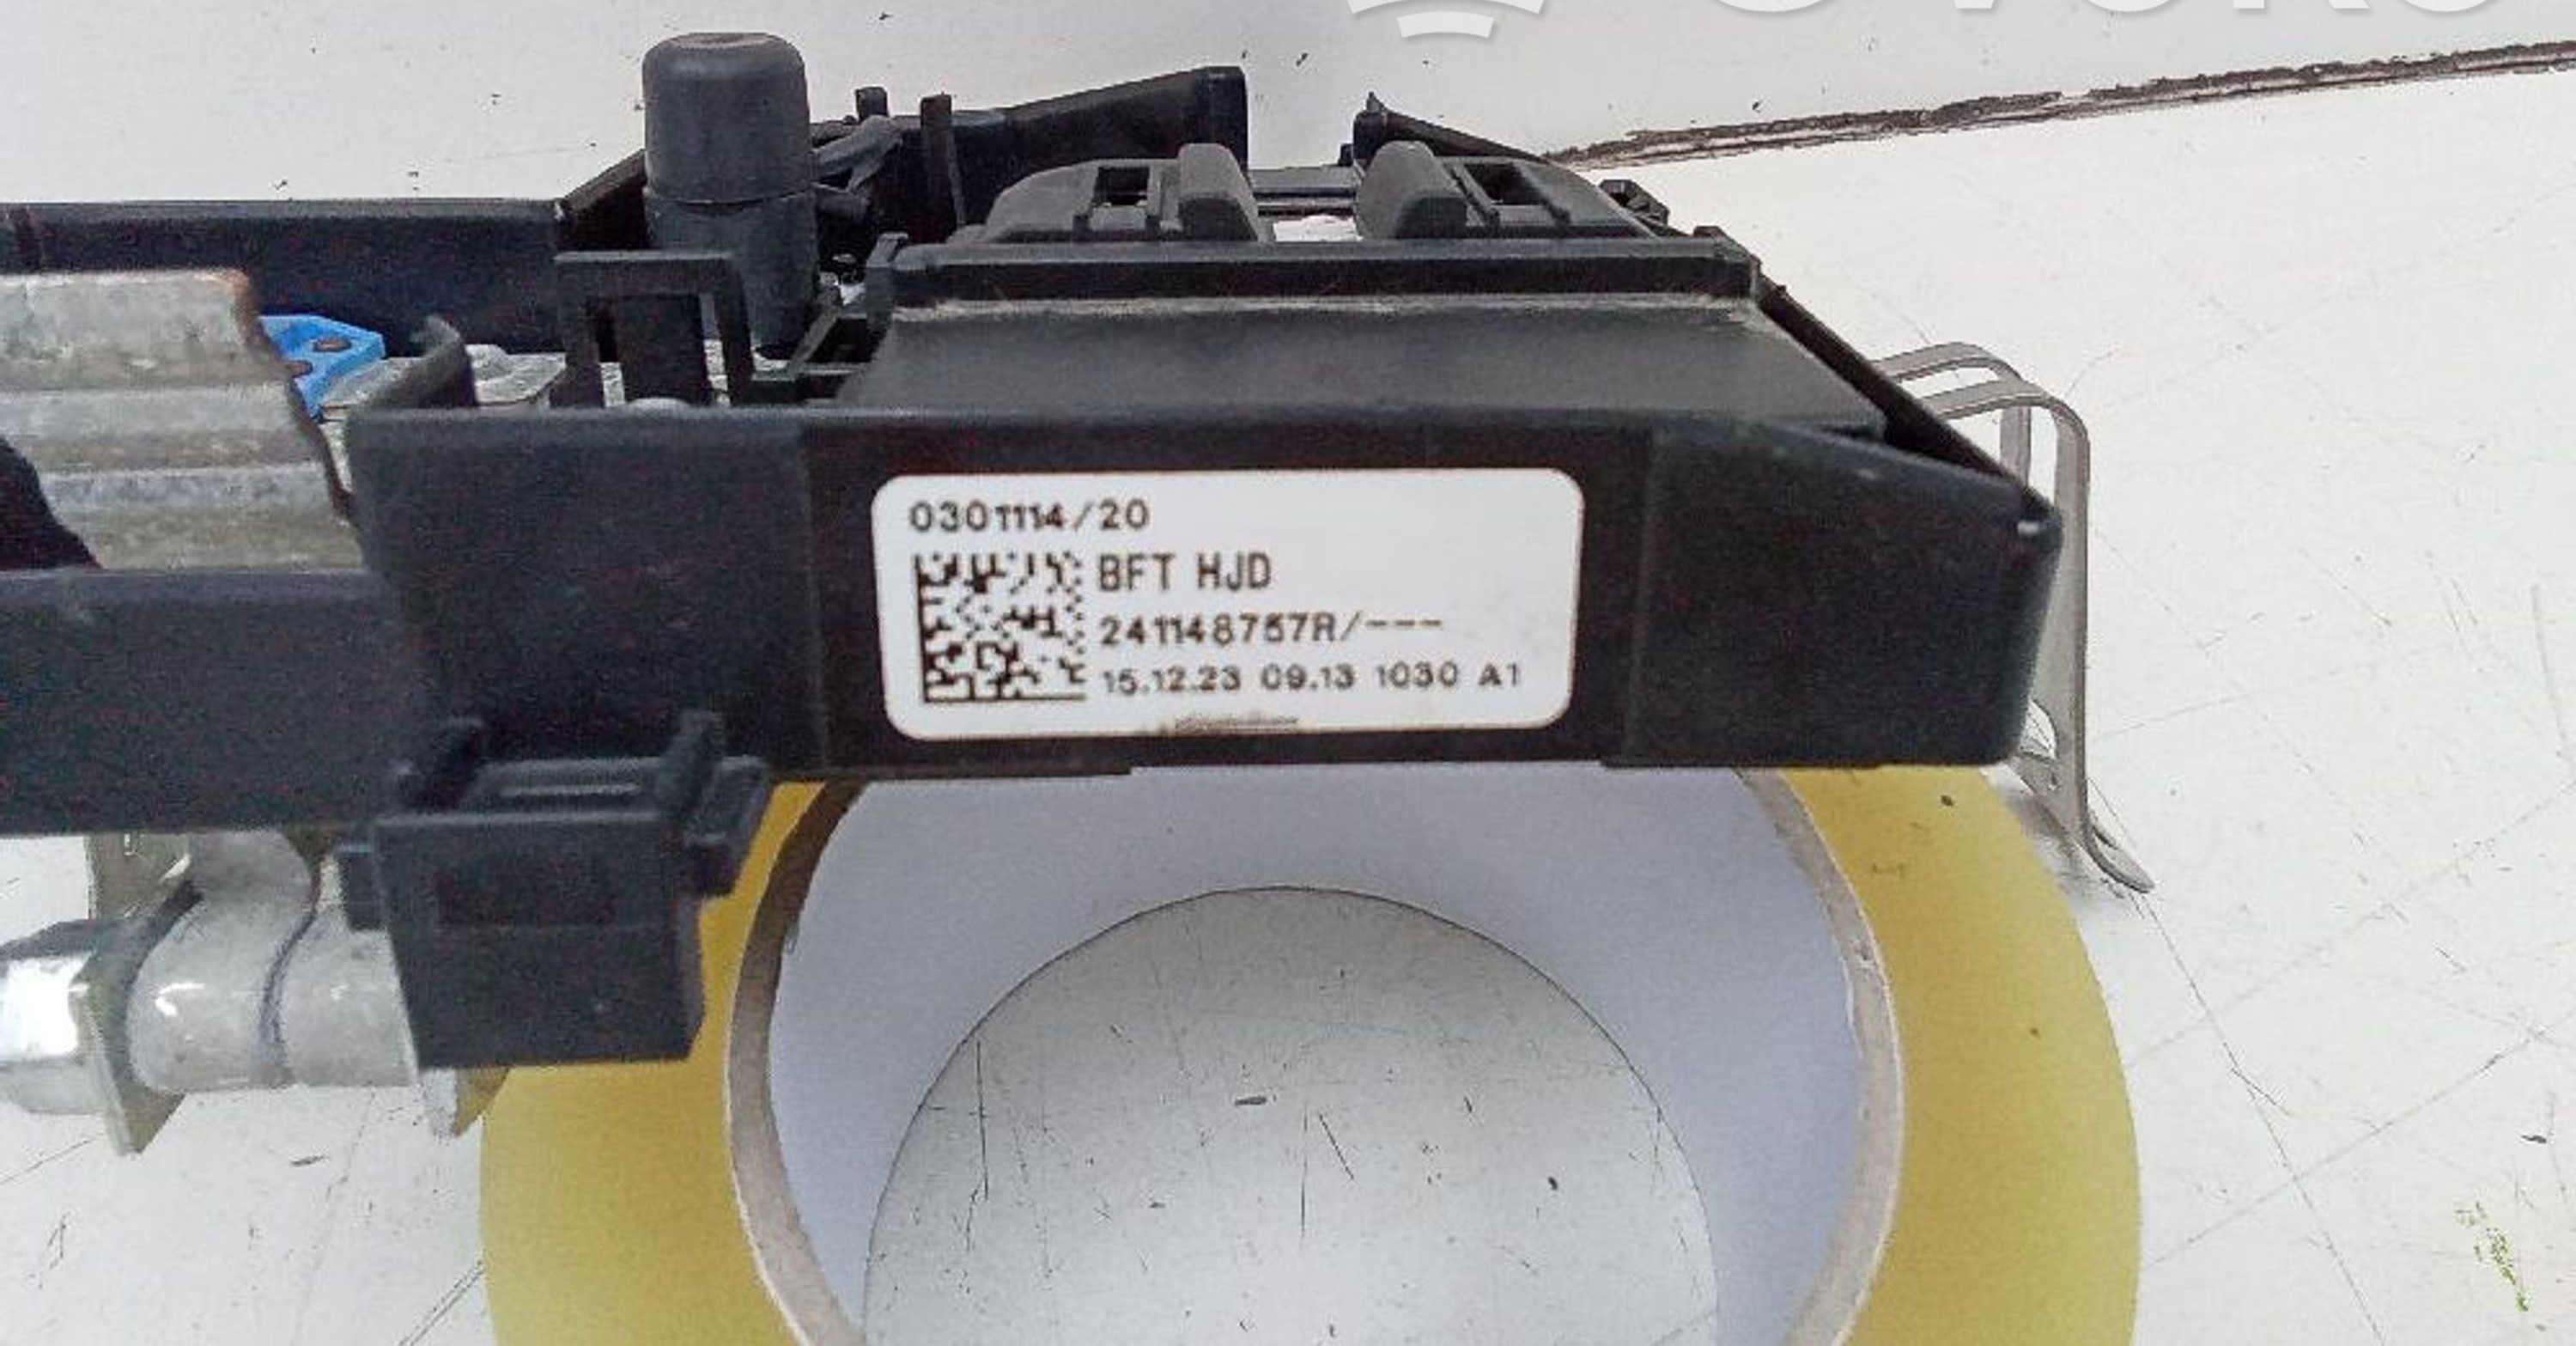 0301114/20
BFT HJD
241148757R/---
15.12.23 09.13 1030 A1